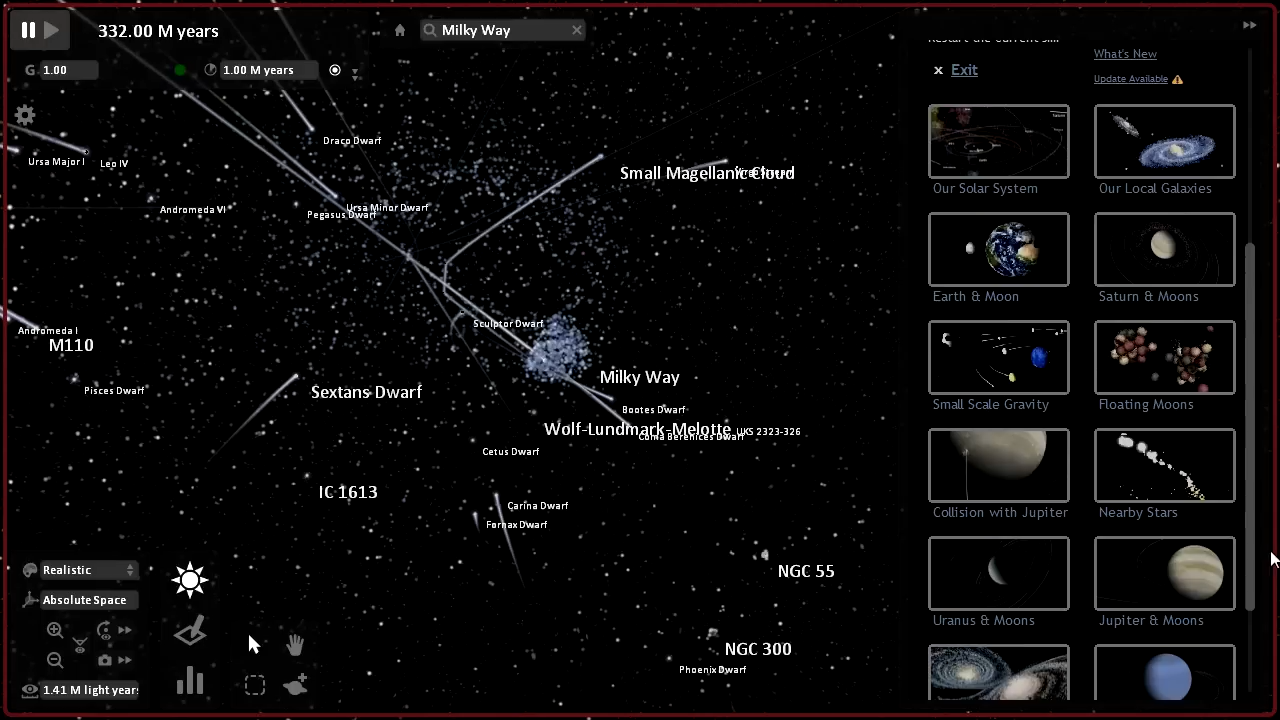 332.00 M years
Milky Way
G 1.00
1.00 M years
What's New
x Exit
Update Available
Draco Dwarf
Ursa Major I
Leo IV
Small Magellanic Cloud
Andromeda VI
Ursa Minor Dwarf
Pegasus Dwarf
Our Solar System
Our Local Galaxies
Earth & Moon
Saturn & Moons
Sculptor Dwarf
Andromeda I
M110
Milky Way
Pisces Dwarf
Sextans Dwarf
Bootes Dwarf
Small Scale Gravity
Floating Moons
Wolf-Lundmark-Melotte
UKS 2323-326
Coma Berenices Dwarf
Cetus Dwarf
IC 1613
Carina Dwarf
Fornax Dwarf
Collision with Jupiter
Nearby Stars
NGC 55
Realistic
Absolute Space
Uranus & Moons
Jupiter & Moons
NGC 300
Phoenix Dwarf
1.41 M light year